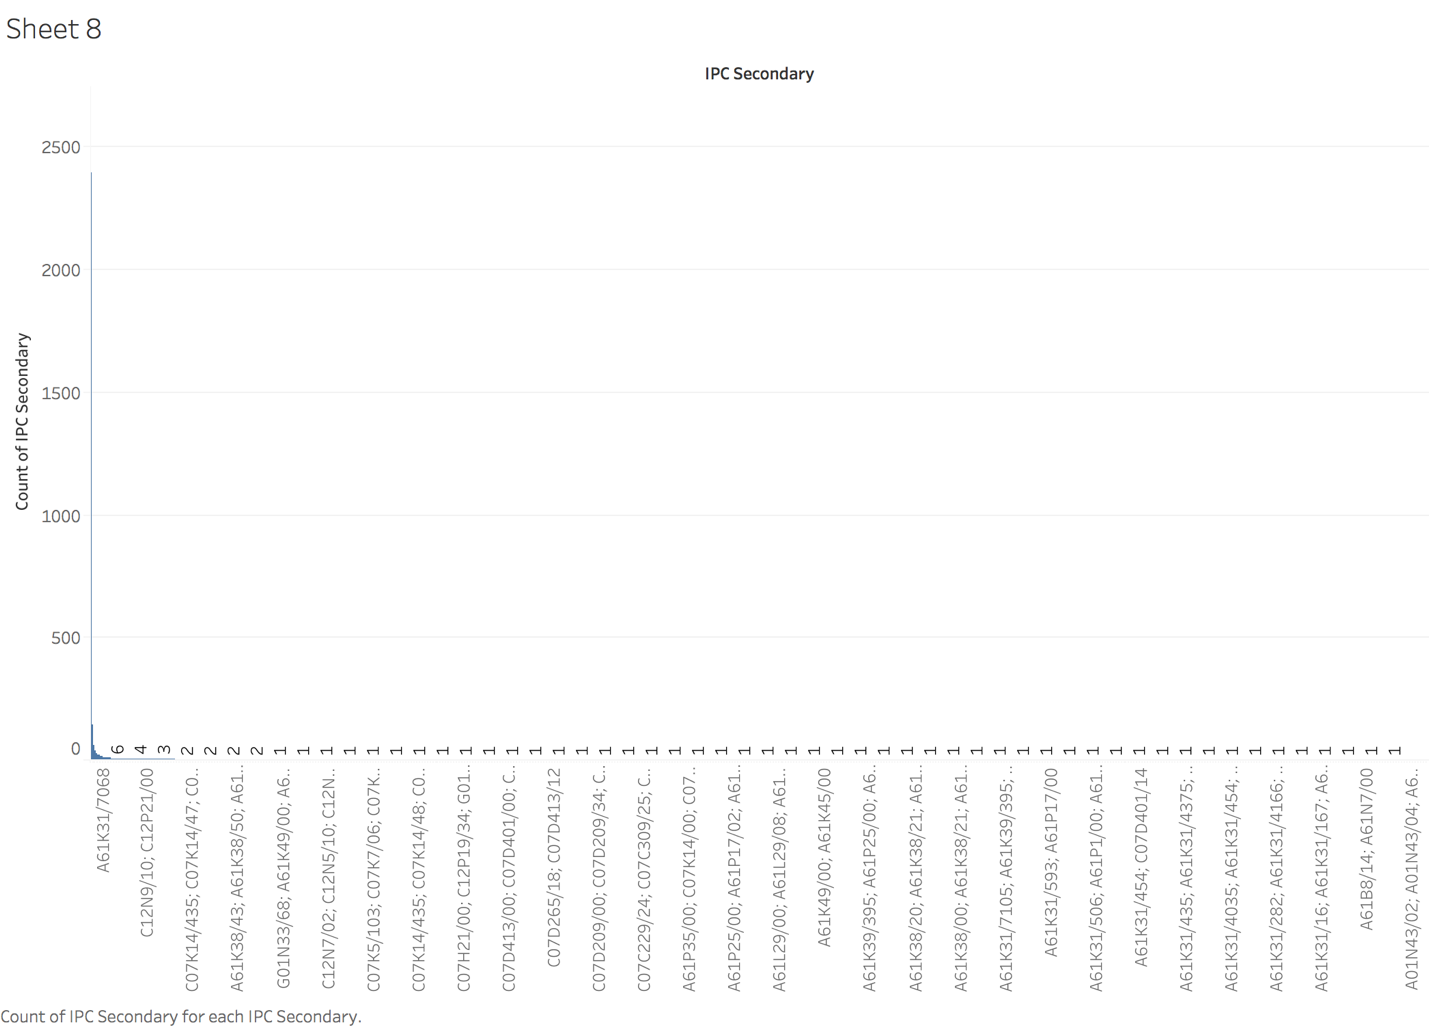 Sheet 8
IPC Secondary
Count of IPC Secondary
2500
2000
1500
1000
500
0
6 4 3 2 2 2 2 1 1 1 1 1 1 1 1 1 1 1 1 1 1 1 1 1 1 1 1 1 1 1 1 1 1 1 1 1 1 1 1 1 1 1 1 1 1 1 1 1 1 1 1 1 1 1 1 1
A61K31/7068
C12N9/10; C12P21/00
C07K14/435; C07K14/47; C0..
A61K38/43; A61K38/50; A61..
G01N33/68; A61K49/00; A6..
C12N7/02; C12N5/10; C12N..
C07K5/103; C07K7/06; C07K..
C07K14/435; C07K14/48; C0..
C07H21/00; C12P19/34; G01..
C07D413/00; C07D401/00; C..
C07D265/18; C07D413/12
C07D209/00; C07D209/34; C..
C07C229/24; C07C309/25; C..
A61P35/00; C07K14/00; C07..
A61P25/00; A61P17/02; A61..
A61L29/00; A61L29/08; A61..
A61K49/00; A61K45/00
A61K39/395; A61P25/00; A6..
A61K38/20; A61K38/21; A61..
A61K38/00; A61K38/21; A61..
A61K31/7105; A61K39/395; ..
A61K31/593; A61P17/00
A61K31/506; A61P1/00; A61..
A61K31/454; C07D401/14
A61K31/435; A61K31/4375; ..
A61K31/4035; A61K31/454; ..
A61K31/282; A61K31/4166; ..
A61K31/16; A61K31/167; A6..
A61B8/14; A61N7/00
A01N43/02; A01N43/04; A6..
Count of IPC Secondary for each IPC Secondary.